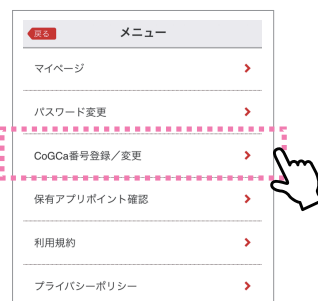 戻る
メニュー
マイページ
パスワード変更
CoGCa番号登録／変更
保有アプリポイント確認
利用規約
プライバシーポリシー